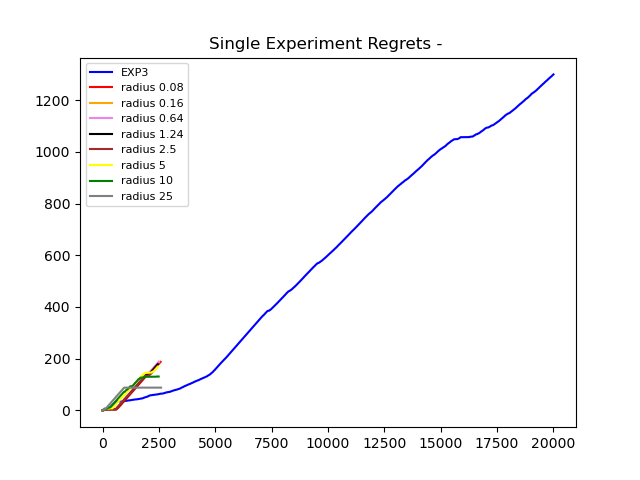 Single Experiment Regrets -
EXP3
radius 0.08
radius 0.16
radius 0.64
radius 1.24
radius 2.5
radius 5
radius 10
radius 25
1200
1000
800
600
400
200
0
0 2500 5000 7500 10000 12500 15000 17500 20000